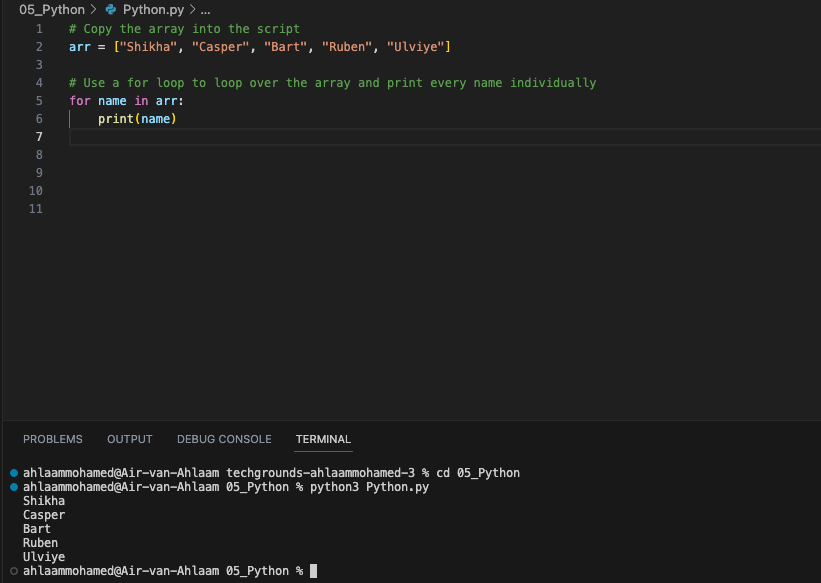 05_Python > Python.py > ...
1 # Copy the array into the script
2 arr = ["Shikha", "Casper", "Bart", "Ruben", "Ulviye"]
3
4 # Use a for loop to loop over the array and print every name individually
5 for name in arr:
6     print(name)
7
8
9
10
11
PROBLEMS OUTPUT DEBUG CONSOLE TERMINAL
ahlaammohamed@Air-van-Ahlaam techgrounds-ahlaammohamed-3 % cd 05_Python
ahlaammohamed@Air-van-Ahlaam 05_Python % python3 Python.py
Shikha
Casper
Bart
Ruben
Ulviye
ahlaammohamed@Air-van-Ahlaam 05_Python %